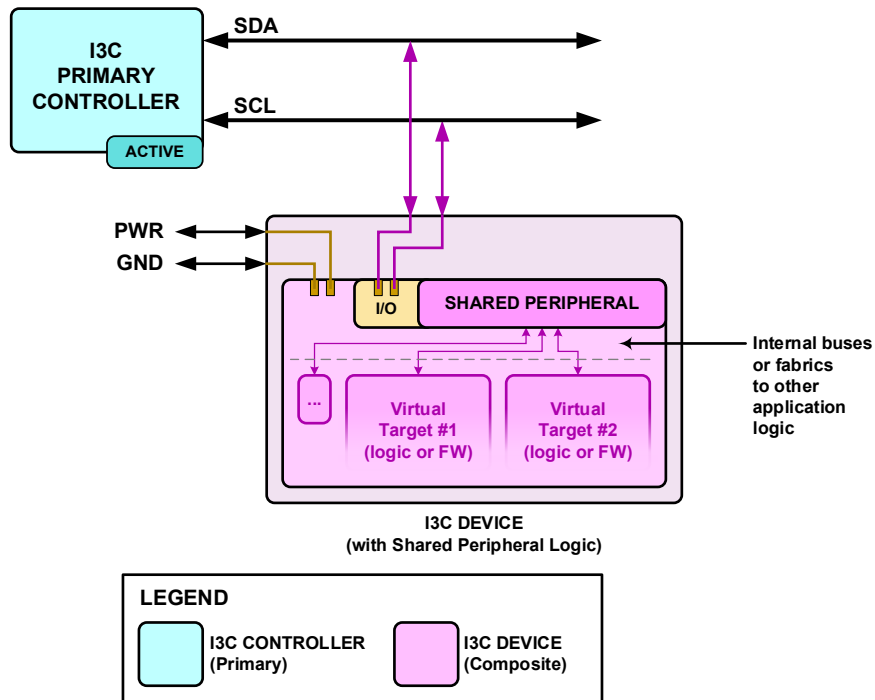 SDA
I3C
PRIMARY
CONTROLLER
SCL
ACTIVE
PWR
GND
I/O
SHARED PERIPHERAL
Internal buses
or fabrics
to other
application
logic
...
Virtual
Target #1
(logic or FW)
Virtual
Target #2
(logic or FW)
I3C DEVICE
(with Shared Peripheral Logic)
LEGEND
I3C CONTROLLER
(Primary)
I3C DEVICE
(Composite)